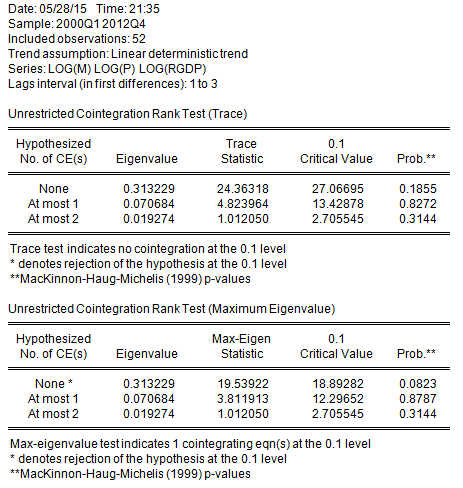 Date: 05/28/15 Time: 21:35
Sample: 2000Q1 2012Q4
Included observations: 52
Trend assumption: Linear deterministic trend
Series: LOG(M) LOG(P) LOG(RGDP)
Lags interval (in first differences): 1 to 3
Unrestricted Cointegration Rank Test (Trace)
Hypothesized Trace 0.1
No. of CE(s) Eigenvalue Statistic Critical Value Prob.**
None 0.313229 24.36318 27.06695 0.1855
At most 1 0.070684 4.823964 13.42878 0.8272
At most 2 0.019274 1.012050 2.705545 0.3144
Trace test indicates no cointegration at the 0.1 level
* denotes rejection of the hypothesis at the 0.1 level
**MacKinnon-Haug-Michelis (1999) p-values
Unrestricted Cointegration Rank Test (Maximum Eigenvalue)
Hypothesized Max-Eigen 0.1
No. of CE(s) Eigenvalue Statistic Critical Value Prob.**
None * 0.313229 19.53922 18.89282 0.0823
At most 1 0.070684 3.811913 12.29652 0.8787
At most 2 0.019274 1.012050 2.705545 0.3144
Max-eigenvalue test indicates 1 cointegrating eqn(s) at the 0.1 level
* denotes rejection of the hypothesis at the 0.1 level
**MacKinnon-Haug-Michelis (1999) p-values